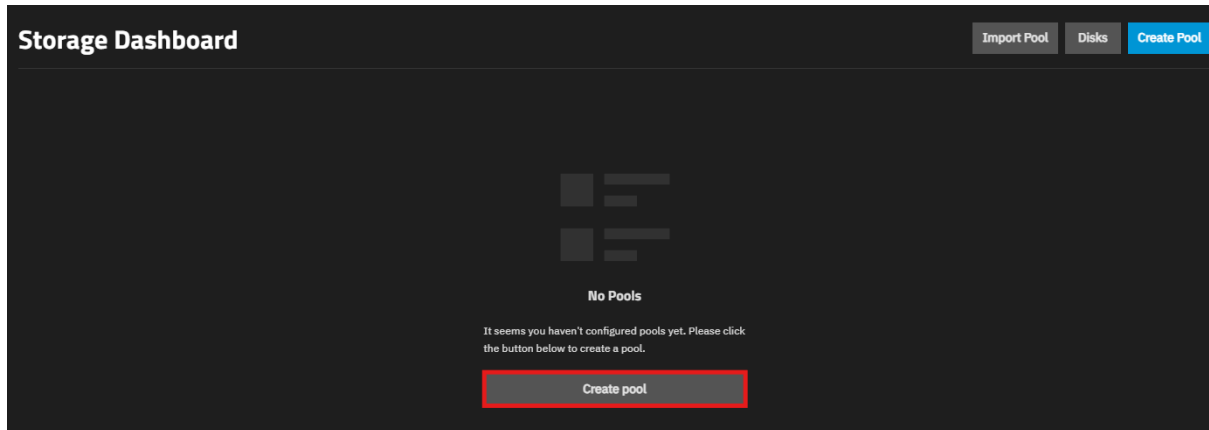 Storage Dashboard
Import Pool
Disks
Create Pool
No Pools
It seems you haven't configured pools yet. Please click
the button below to create a pool.
Create pool